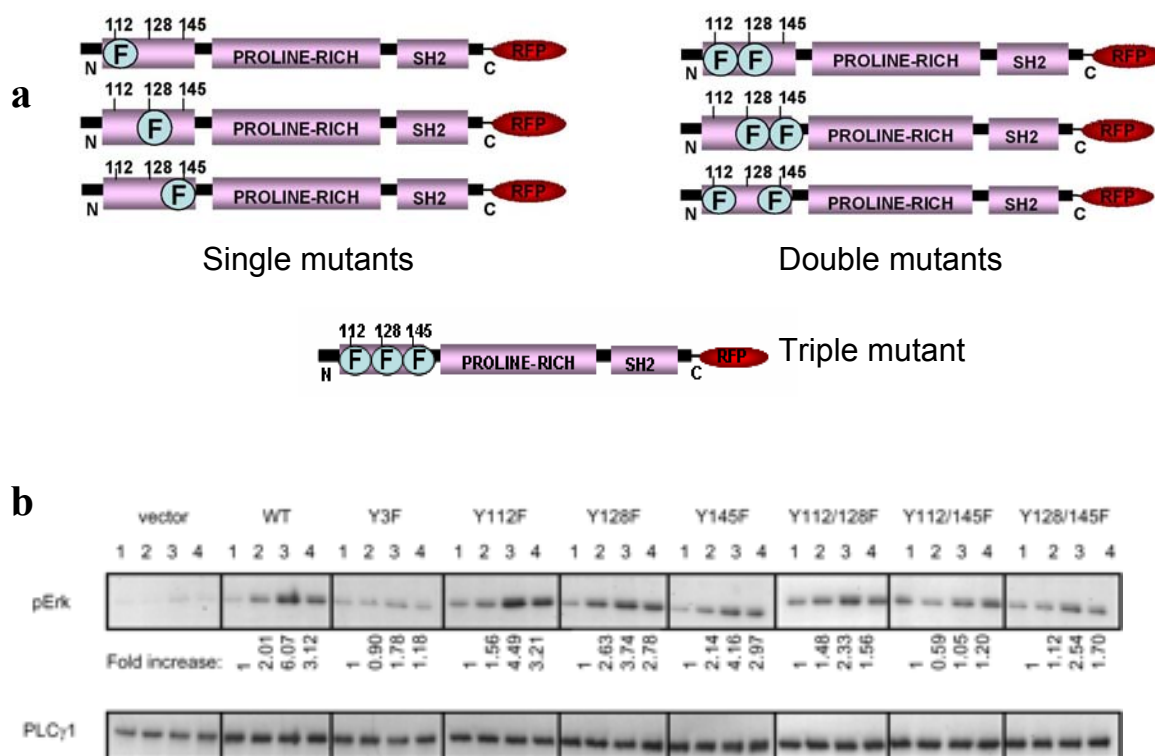 a
112 128 145
F
PROLINE-RICH SH2 RFP
N C
112 128 145
F
PROLINE-RICH SH2 RFP
N C
112 128 145
F
PROLINE-RICH SH2 RFP
N C
Single mutants
112 128 145
F F
PROLINE-RICH SH2 RFP
N C
112 128 145
F F
PROLINE-RICH SH2 RFP
N C
112 128 145
F F
PROLINE-RICH SH2 RFP
N C
Double mutants
112 128 145
F F F
PROLINE-RICH SH2 RFP
N C
Triple mutant
b
vector WT Y3F Y112F Y128F Y145F Y112/128F Y112/145F Y128/145F
1 2 3 4 1 2 3 4 1 2 3 4 1 2 3 4 1 2 3 4 1 2 3 4 1 2 3 4 1 2 3 4 1 2 3 4
pErk
Fold increase: 1 2.01 6.07 3.12 1 0.90 1.78 1.18 1 1.56 4.49 3.21 1 2.63 3.74 2.78 1 2.14 4.16 2.97 1 1.48 2.33 1.56 1 0.59 1.05 1.20 1 1.12 2.54 1.70
PLCγ1